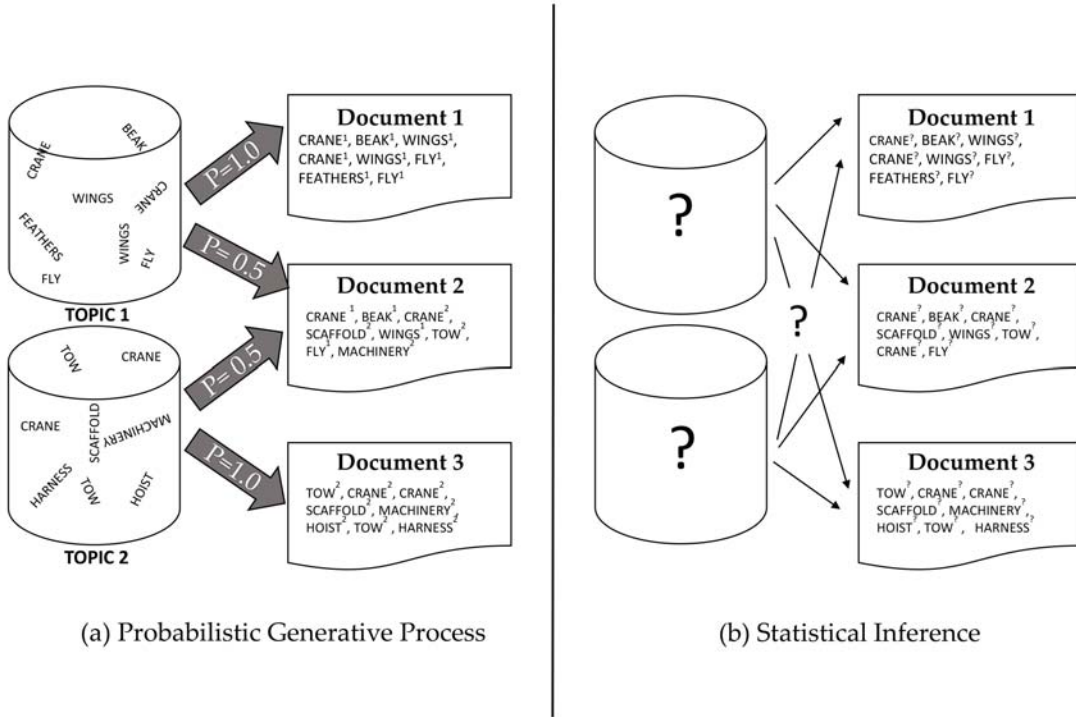 BEAK
CRANE
WINGS
CRANE
FEATHERS
WINGS
FLY
FLY
TOPIC 1
TOW
CRANE
CRANE
SCAFFOLD
MACHINERY
HARNESS
TOW
HOIST
TOPIC 2
P=1.0
P= 0.5
P= 0.5
P=1.0
Document 1
CRANE¹, BEAK¹, WINGS¹,
CRANE¹, WINGS¹, FLY¹,
FEATHERS¹, FLY¹
Document 2
CRANE ¹, BEAK¹, CRANE²,
SCAFFOLD², WINGS¹, TOW²,
FLY¹, MACHINERY²
Document 3
TOW², CRANE², CRANE²,
SCAFFOLD², MACHINERY²,
HOIST², TOW², HARNESS²
(a) Probabilistic Generative Process
?
?
?
Document 1
CRANE?, BEAK?, WINGS?,
CRANE?, WINGS?, FLY?,
FEATHERS?, FLY?
Document 2
CRANE?, BEAK?, CRANE?,
SCAFFOLD?, WINGS?, TOW?,
CRANE?, FLY?
Document 3
TOW?, CRANE?, CRANE?,
SCAFFOLD?, MACHINERY?,
HOIST?, TOW?, HARNESS?
(b) Statistical Inference